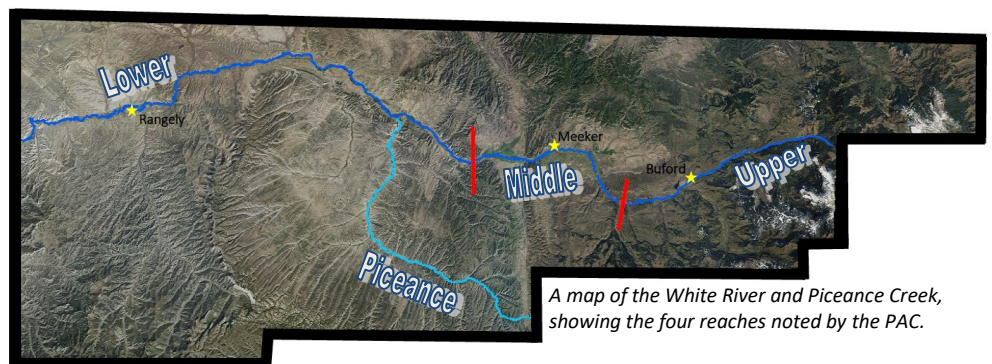 Lower
Rangely
Meeker
Middle
Buford
Upper
Piceance
A map of the White River and Piceance Creek,
showing the four reaches noted by the PAC.